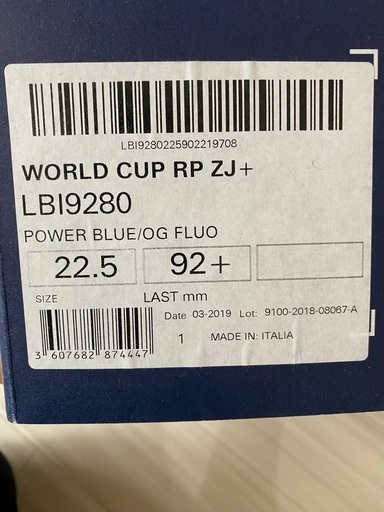 LBI9280225902219708
WORLD CUP RP ZJ+
LBI9280
POWER BLUE/OG FLUO
22.5 92+
SIZE LAST mm
Date 03-2019 Lot: 9100-2018-08067-A
1 MADE IN: ITALIA
3 607682 874447